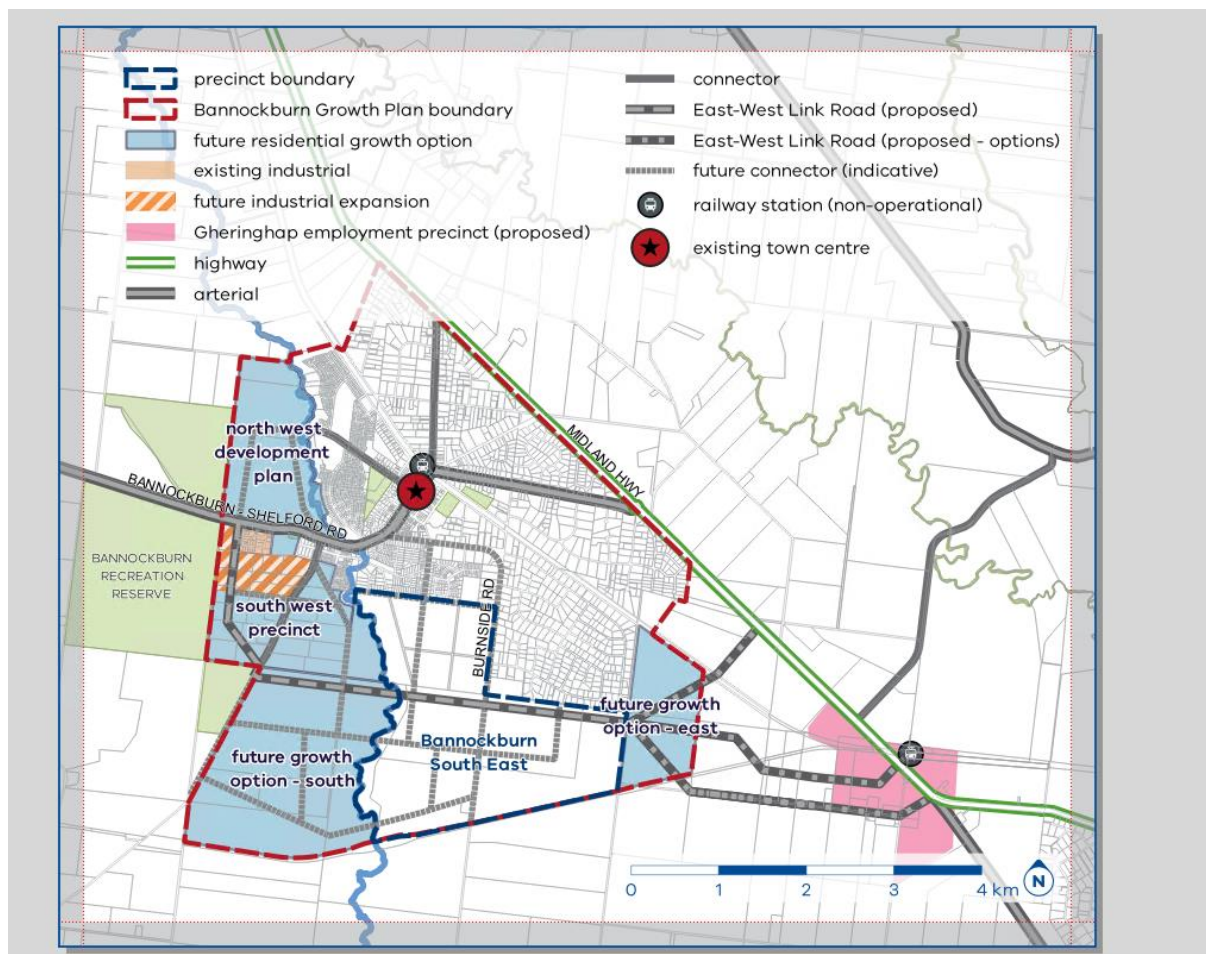 precinct boundary
Bannockburn Growth Plan boundary
future residential growth option
existing industrial
future industrial expansion
Gheringhap employment precinct (proposed)
highway
arterial
connector
East-West Link Road (proposed)
East-West Link Road (proposed - options)
future connector (indicative)
railway station (non-operational)
existing town centre
north west
development
plan
MIDLAND HWY
BANNOCKBURN - SHELFORD RD
BANNOCKBURN
RECREATION
RESERVE
south west
precinct
BURNSIDE RD
future growth
option - east
Bannockburn
South East
future growth
option - south
0 1 2 3 4 km
N